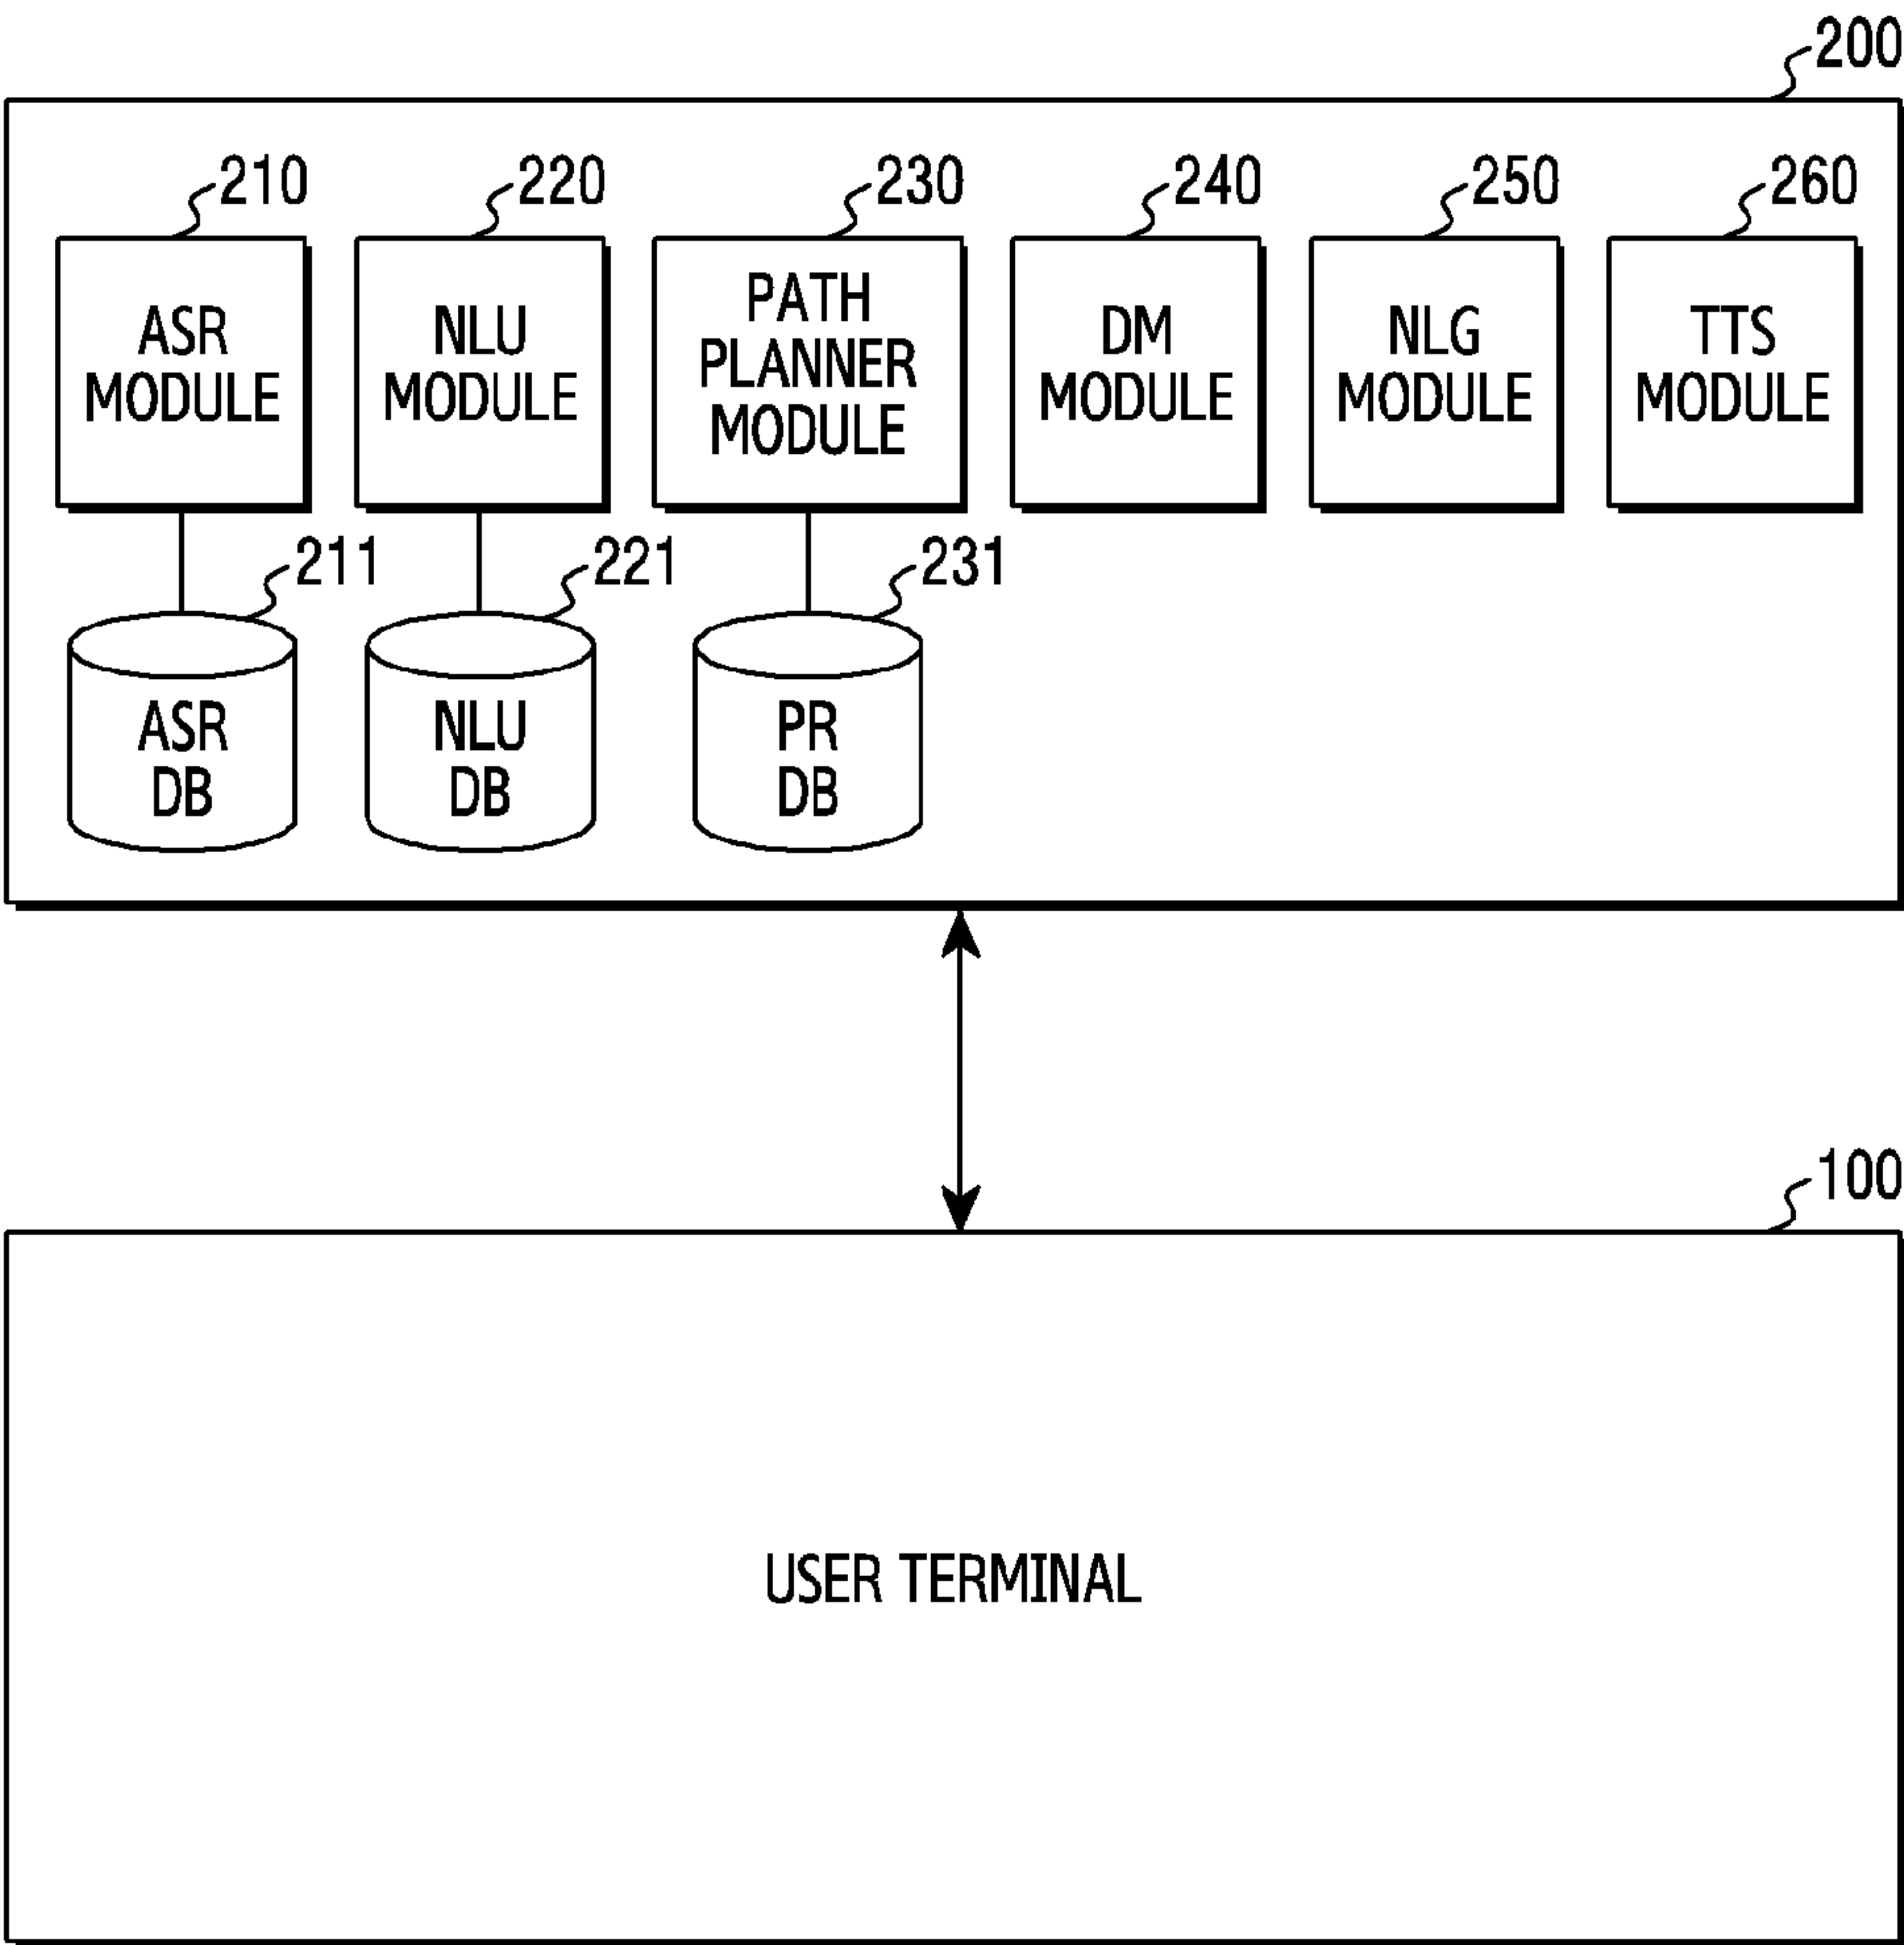 200
210
220
230
240
250
260
ASR
MODULE
NLU
MODULE
PATH
PLANNER
MODULE
DM
MODULE
NLG
MODULE
TTS
MODULE
211
221
231
ASR
DB
NLU
DB
PR
DB
100
USER TERMINAL